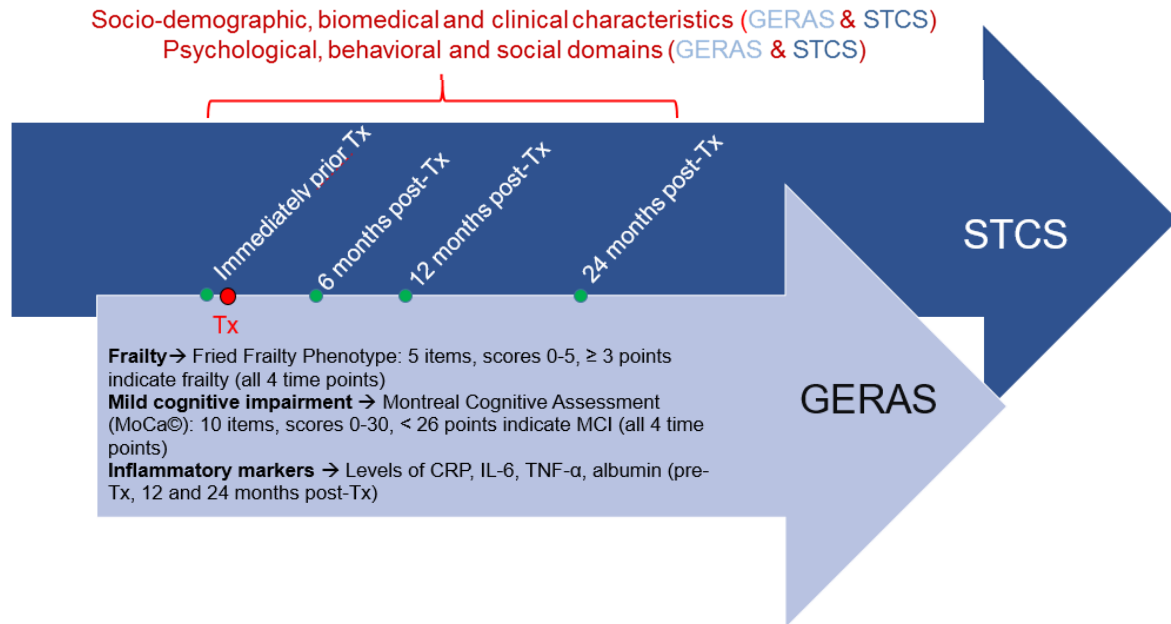 Socio-demographic, biomedical and clinical characteristics (GERAS & STCS)
Psychological, behavioral and social domains (GERAS & STCS)
Immediately prior Tx
6 months post-Tx
12 months post-Tx
24 months post-Tx
STCS
Tx
Frailty→ Fried Frailty Phenotype: 5 items, scores 0-5, ≥ 3 points
indicate frailty (all 4 time points)
Mild cognitive impairment → Montreal Cognitive Assessment
(MoCa©): 10 items, scores 0-30, < 26 points indicate MCI (all 4 time
points)
Inflammatory markers → Levels of CRP, IL-6, TNF-α, albumin (pre-
Tx, 12 and 24 months post-Tx)
GERAS